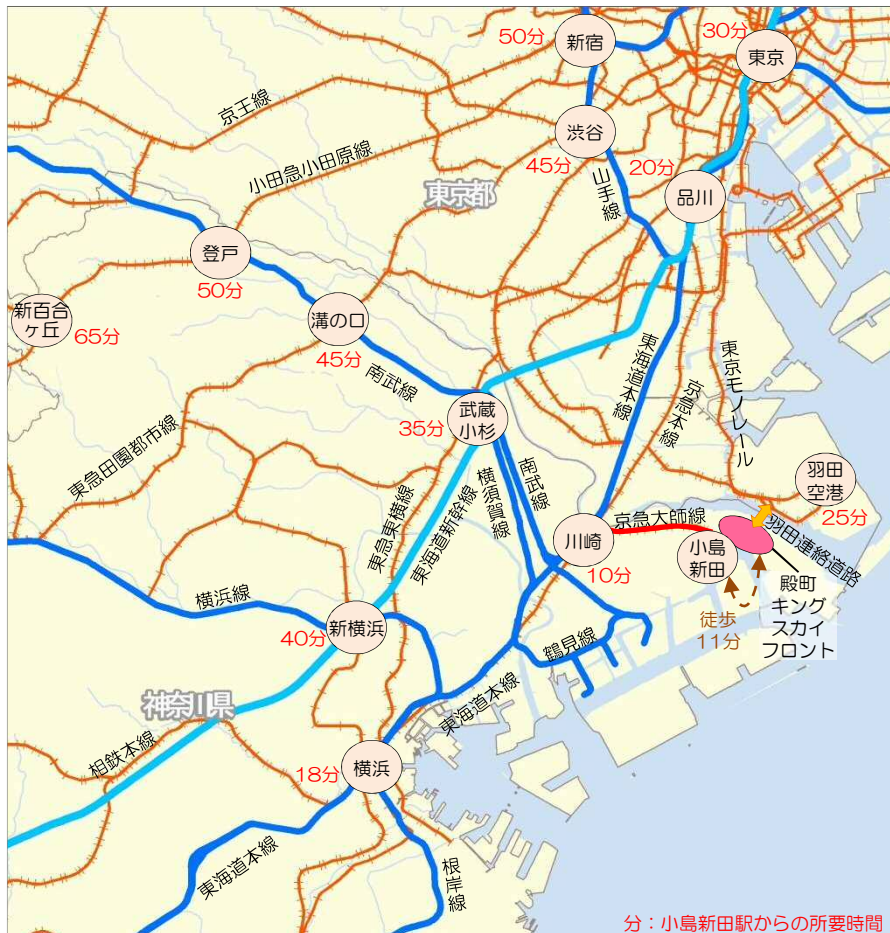 50分
新宿
30分
東京
京王線
渋谷
45分
小田急小田原線
東京都
20分
山手線
品川
登戸
50分
新百合
ヶ丘
65分
溝の口
45分
南武線
東海道本線
京急本線
東京モノレール
武蔵
小杉
35分
東急田園都市線
東急東横線
東海道新幹線
横須賀線
南武線
羽田
空港
25分
川崎
10分
京急大師線
小島
新田
羽田連絡道路
殿町
キング
スカイ
フロント
徒歩
11分
横浜線
新横浜
40分
鶴見線
東海道本線
神奈川県
相鉄本線
18分
横浜
東海道本線
根岸線
分：小島新田駅からの所要時間